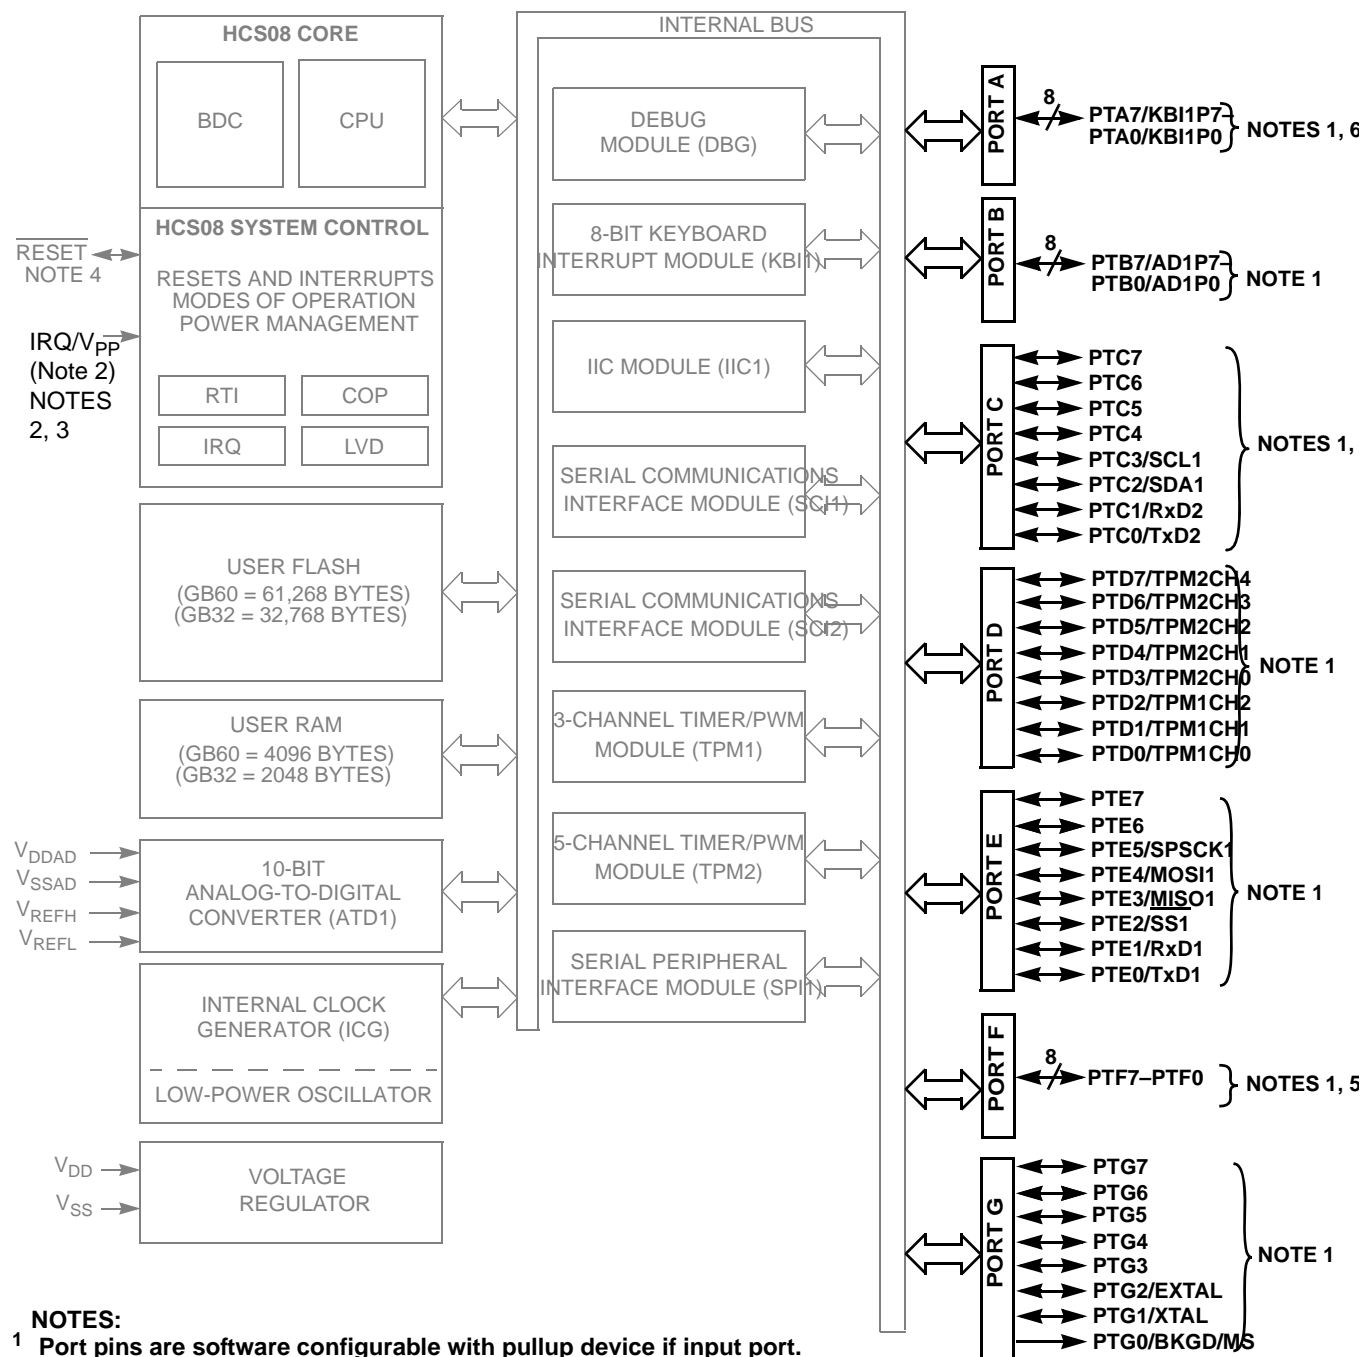 HCS08 CORE
BDC
CPU
HCS08 SYSTEM CONTROL
RESETS AND INTERRUPTS
MODES OF OPERATION
POWER MANAGEMENT
RTI
COP
IRQ
LVD
RESET
NOTE 4
IRQ/VPP
(Note 2)
NOTES
2, 3
USER FLASH
(GB60 = 61,268 BYTES)
(GB32 = 32,768 BYTES)
USER RAM
(GB60 = 4096 BYTES)
(GB32 = 2048 BYTES)
VDDAD
VSSAD
VREFH
VREFL
10-BIT
ANALOG-TO-DIGITAL
CONVERTER (ATD1)
INTERNAL CLOCK
GENERATOR (ICG)
LOW-POWER OSCILLATOR
VDD
VSS
VOLTAGE
REGULATOR
INTERNAL BUS
DEBUG
MODULE (DBG)
8-BIT KEYBOARD
INTERRUPT MODULE (KBI1)
IIC MODULE (IIC1)
SERIAL COMMUNICATIONS
INTERFACE MODULE (SCI1)
SERIAL COMMUNICATIONS
INTERFACE MODULE (SCI2)
3-CHANNEL TIMER/PWM
MODULE (TPM1)
5-CHANNEL TIMER/PWM
MODULE (TPM2)
SERIAL PERIPHERAL
INTERFACE MODULE (SPI1)
PORT A
8
PTA7/KBI1P7–
PTA0/KBI1P0
NOTES 1, 6
PORT B
8
PTB7/AD1P7–
PTB0/AD1P0
NOTE 1
PORT C
PTC7
PTC6
PTC5
PTC4
PTC3/SCL1
PTC2/SDA1
PTC1/RxD2
PTC0/TxD2
NOTES 1,
PORT D
PTD7/TPM2CH4
PTD6/TPM2CH3
PTD5/TPM2CH2
PTD4/TPM2CH1
PTD3/TPM2CH0
PTD2/TPM1CH2
PTD1/TPM1CH1
PTD0/TPM1CH0
NOTE 1
PORT E
PTE7
PTE6
PTE5/SPSCK1
PTE4/MOSI1
PTE3/MISO1
PTE2/SS1
PTE1/RxD1
PTE0/TxD1
NOTE 1
PORT F
8
PTF7–PTF0
NOTES 1, 5
PORT G
PTG7
PTG6
PTG5
PTG4
PTG3
PTG2/EXTAL
PTG1/XTAL
PTG0/BKGD/MS
NOTE 1
NOTES:
1 Port pins are software configurable with pullup device if input port.